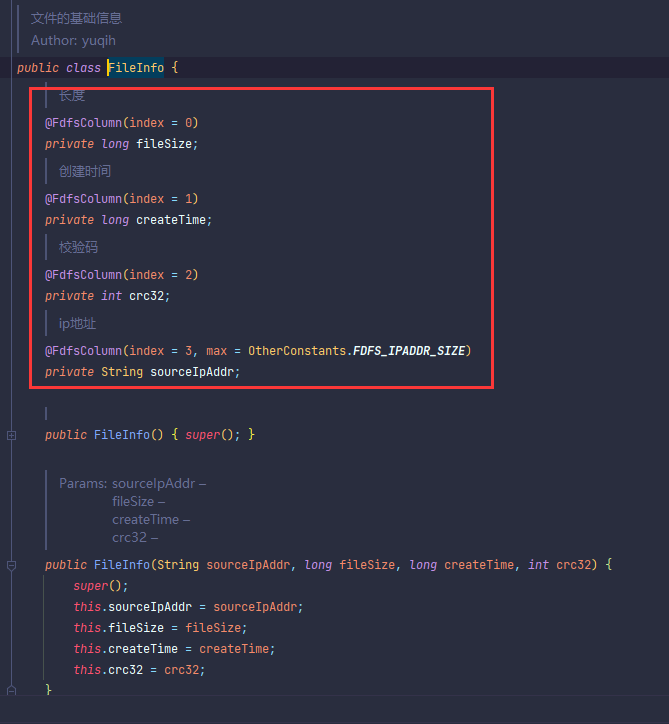 文件的基础信息
Author: yuqih
public class FileInfo {
长度
@FdfsColumn(index = 0)
private long fileSize;
创建时间
@FdfsColumn(index = 1)
private long createTime;
校验码
@FdfsColumn(index = 2)
private int crc32;
ip地址
@FdfsColumn(index = 3, max = OtherConstants.FDFS_IPADDR_SIZE)
private String sourceIpAddr;
public FileInfo() { super(); }
Params: sourceIpAddr –
fileSize –
createTime –
crc32 –
public FileInfo(String sourceIpAddr, long fileSize, long createTime, int crc32) {
super();
this.sourceIpAddr = sourceIpAddr;
this.fileSize = fileSize;
this.createTime = createTime;
this.crc32 = crc32;
}